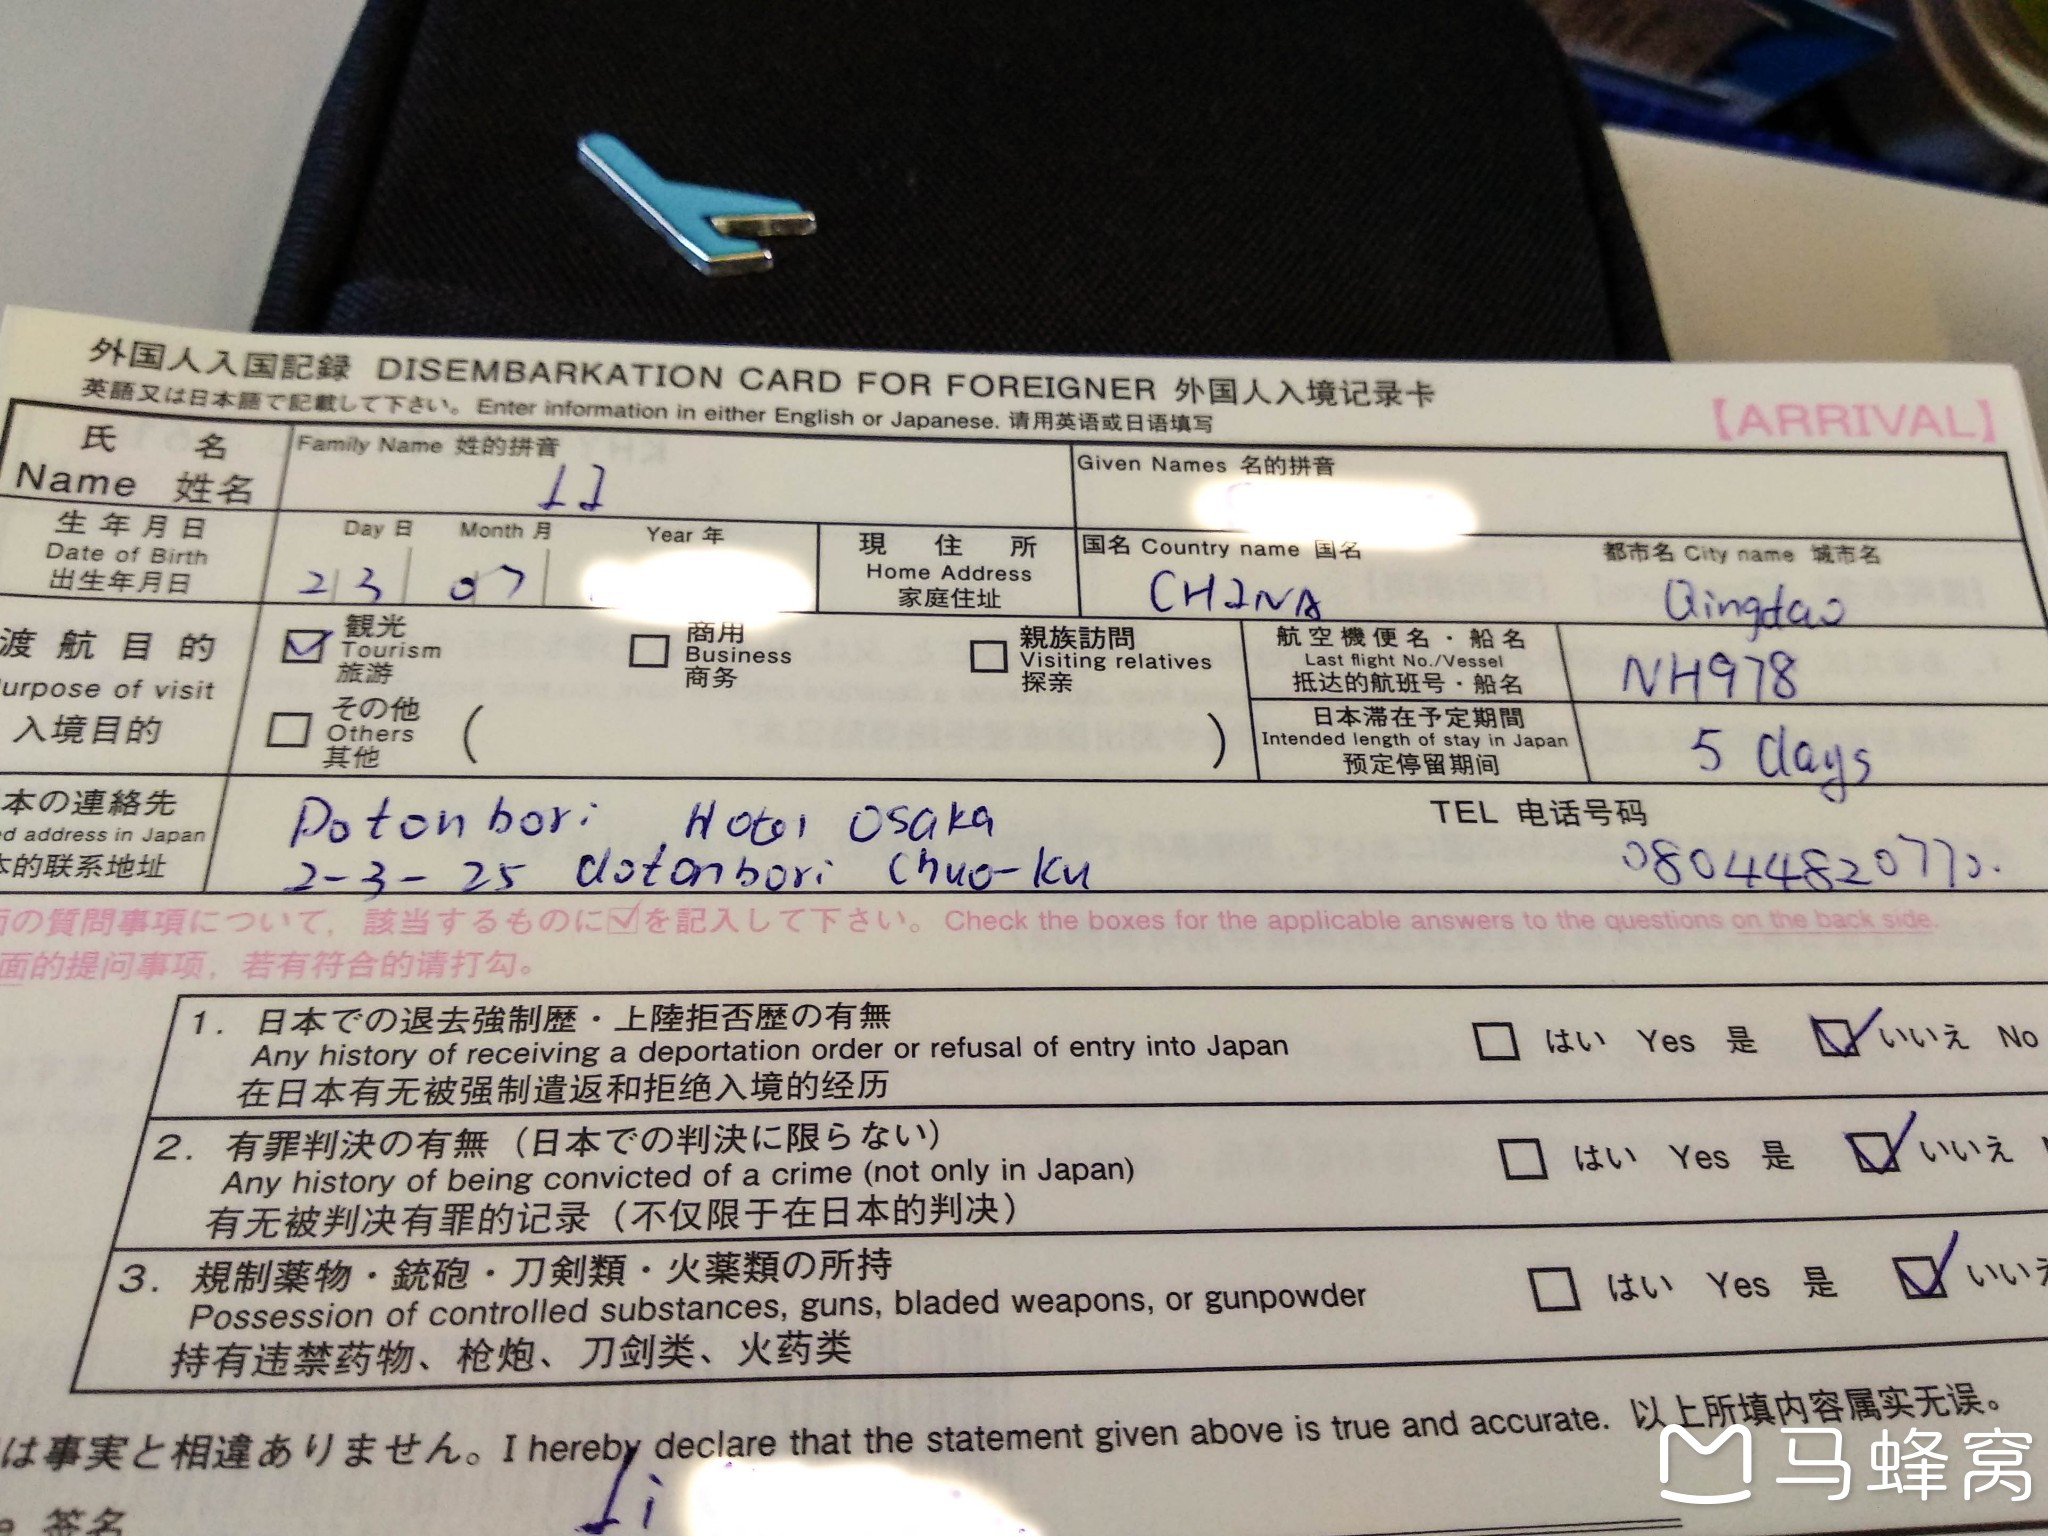 外国人入国記録 DISEMBARKATION CARD FOR FOREIGNER 外国人入境记录卡
英語又は日本語で記載して下さい。 Enter information in either English or Japanese. 请用英语或日语填写
【ARRIVAL】
氏 名
Name 姓名
Family Name 姓的拼音
LI
Given Names 名的拼音
生年月日
Date of Birth
出生年月日
Day 日 Month 月 Year 年
23 07
現住所
Home Address
家庭住址
国名 Country name 国名
CHINA
都市名 City name 城市名
Qingdao
渡航目的
urpose of visit
入境目的
観光
Tourism
旅游
商用
Business
商务
親族訪問
Visiting relatives
探亲
その他
Others
其他
( )
航空機便名・船名
Last flight No./Vessel
抵达的航班号・船名
NH978
日本滞在予定期間
Intended length of stay in Japan
预定停留期间
5 days
本の連絡先
ed address in Japan
本的联系地址
Dotonbori Hotel Osaka
2-3-25 dotonbori Chuo-Ku
TEL 电话号码
の質問事項について、該当するものに☑を記入して下さい。 Check the boxes for the applicable answers to the questions on the back side.
面的提问事项，若有符合的请打勾。
1. 日本での退去強制歴・上陸拒否歴の有無
Any history of receiving a deportation order or refusal of entry into Japan
在日本有无被强制遣返和拒绝入境的经历
はい Yes 是 いいえ No
2. 有罪判決の有無（日本での判決に限らない）
Any history of being convicted of a crime (not only in Japan)
有无被判决有罪的记录（不仅限于在日本的判决）
はい Yes 是 いいえ
3. 規制薬物・銃砲・刀剣類・火薬類の所持
Possession of controlled substances, guns, bladed weapons, or gunpowder
持有违禁药物、枪炮、刀剑类、火药类
はい Yes 是 いいえ
は事実と相違ありません。I hereby declare that the statement given above is true and accurate. 以上所填内容属实无误。
签名
Li
马蜂窝